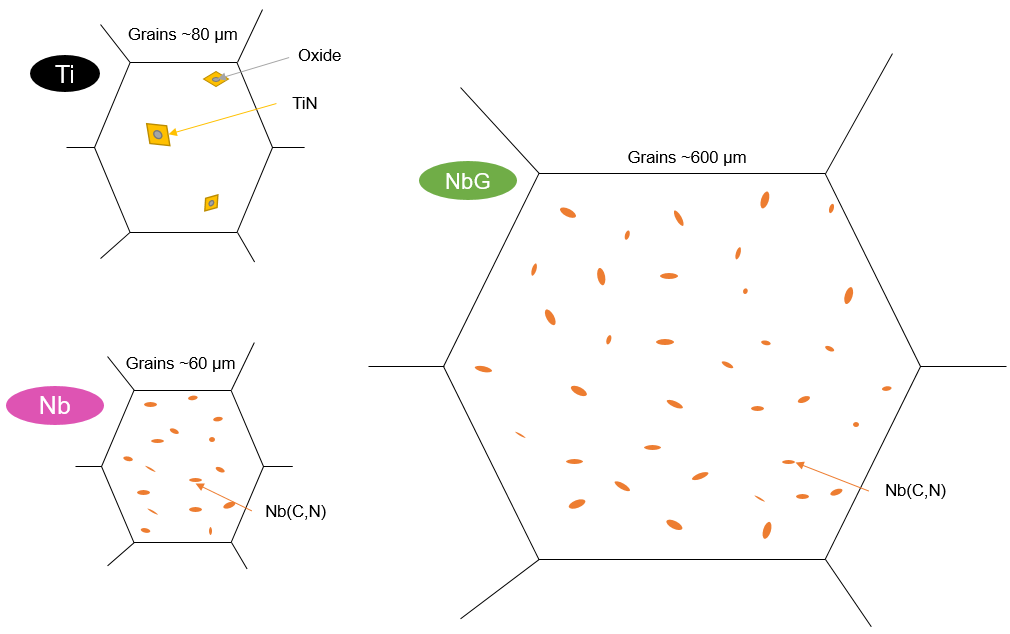 Grains ~80 µm
Oxide
Ti
TiN
Grains ~600 µm
NbG
Grains ~60 µm
Nb
Nb(C,N)
Nb(C,N)